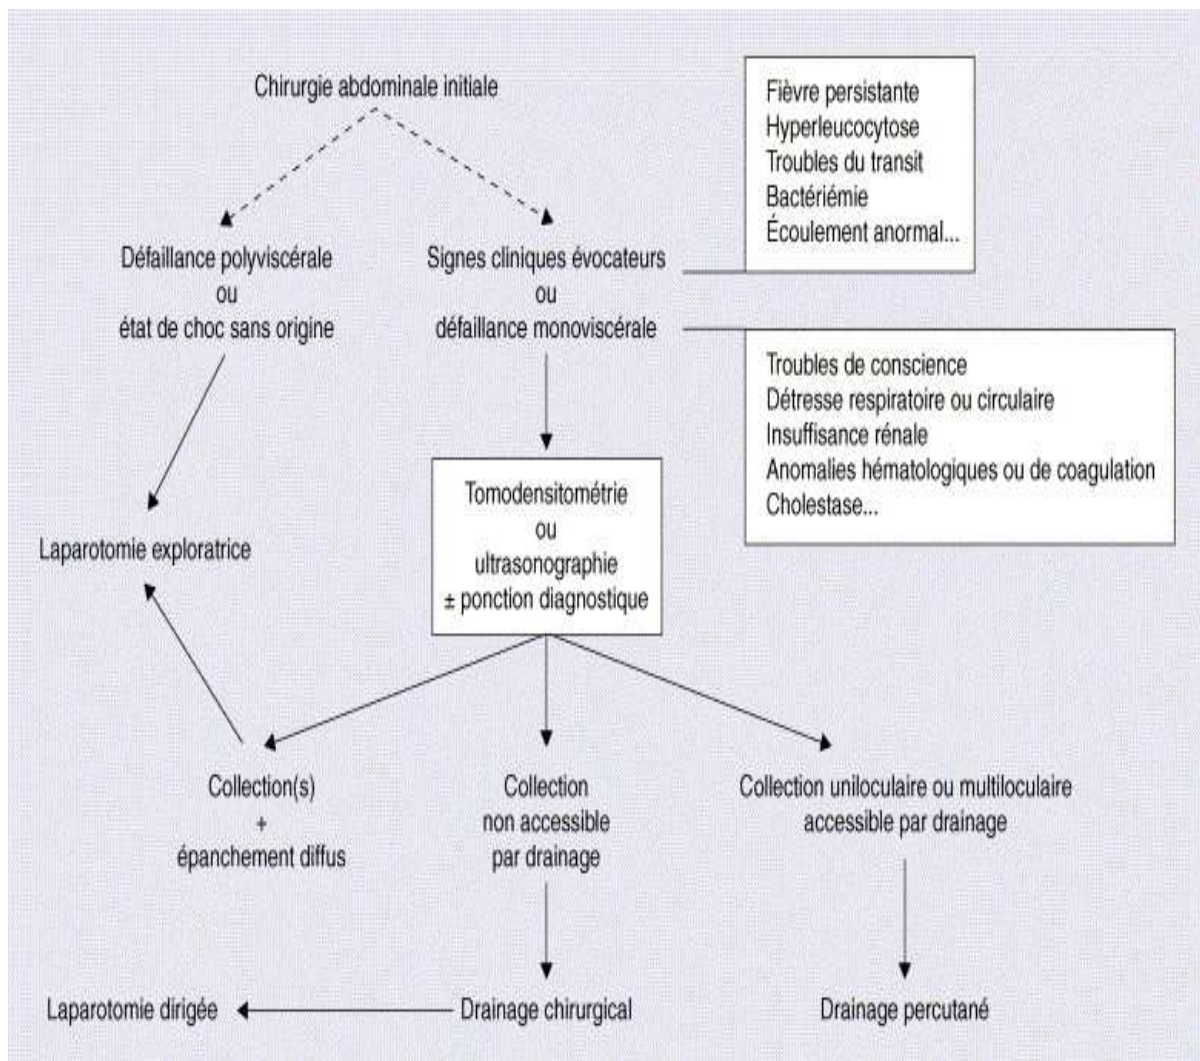 Chirurgie abdominale initiale
Fièvre persistante
Hyperleucocytose
Troubles du transit
Bactériémie
Écoulement anormal...
Défaillance polyviscérale
ou
état de choc sans origine
Signes cliniques évocateurs
ou
défaillance monoviscérale
Troubles de conscience
Détresse respiratoire ou circulaire
Insuffisance rénale
Anomalies hématologiques ou de coagulation
Cholestase...
Laparotomie exploratrice
Tomodensitométrie
ou
ultrasonographie
± ponction diagnostique
Collection(s)
+
épanchement diffus
Collection
non accessible
par drainage
Collection uniloculaire ou multiloculaire
accessible par drainage
Laparotomie dirigée
Drainage chirurgical
Drainage percutané